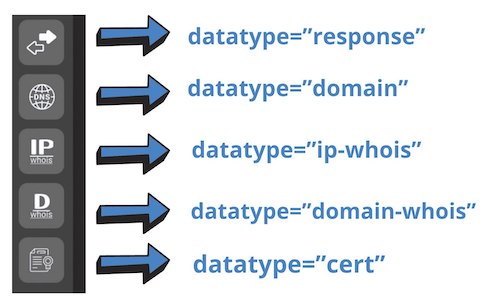 datatype=”response”
DNS
datatype=”domain”
IP
whois
datatype=”ip-whois”
D
whois
datatype=”domain-whois”
datatype=”cert”